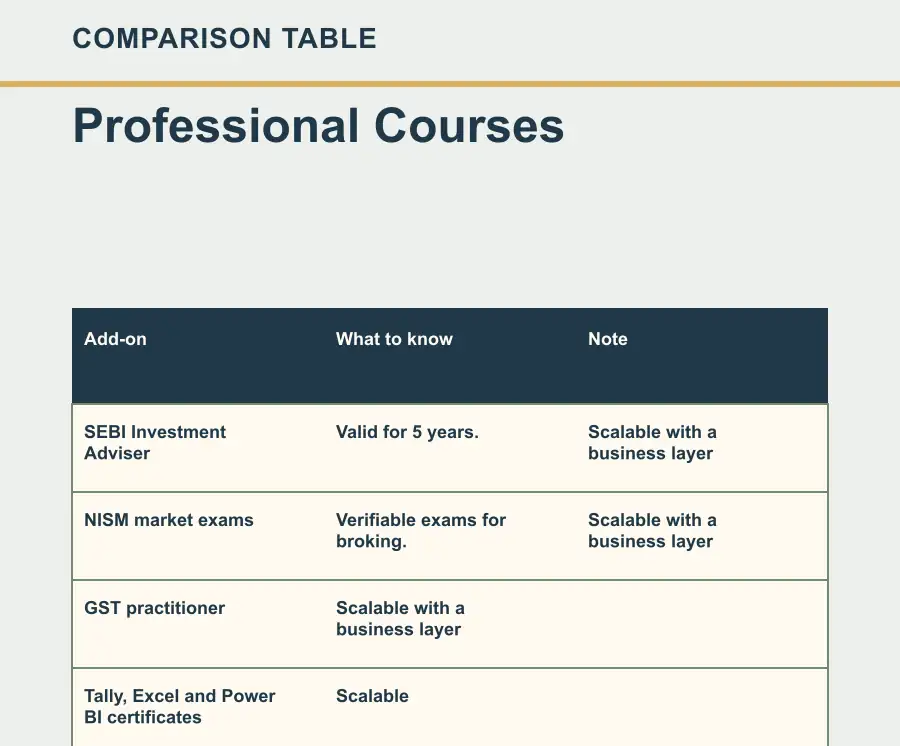 COMPARISON TABLE
Professional Courses
Add-on
What to know
Note
SEBI Investment
Adviser
Valid for 5 years.
Scalable with a
business layer
NISM market exams
Verifiable exams for
broking.
Scalable with a
business layer
GST practitioner
Scalable with a
business layer
Tally, Excel and Power
BI certificates
Scalable